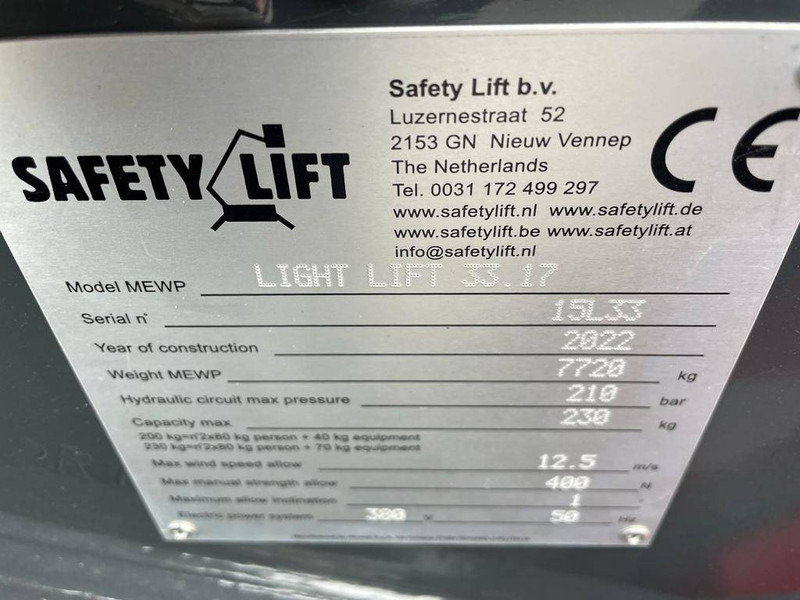 SAFETY LIFT
Safety Lift b.v.
Luzernestraat 52
2153 GN Nieuw Vennep
The Netherlands
Tel. 0031 172 499 297
www.safetylift.nl www.safetylift.de
www.safetylift.be www.safetylift.at
info@safetylift.nl
CE
Model MEWP LIGHT LIFT 33.17
Serial n° 15L33
Year of construction 2022
Weight MEWP 7720 kg
Hydraulic circuit max pressure 210 bar
Capacity max 230 kg
200 kg=n°2x80 kg person + 40 kg equipment
230 kg=n°2x80 kg person + 70 kg equipment
Max wind speed allow 12.5 m/s
Max manual strength allow 400 N
Maximum allow inclination 1 °
Electric power system 380 V 50 Hz